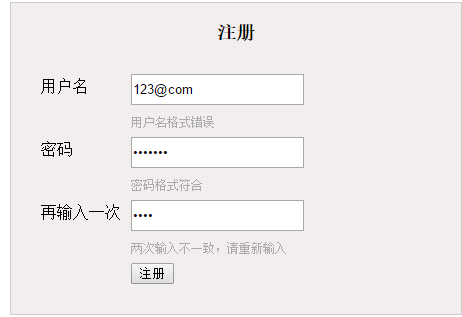 注册
用户名 123@com
用户名格式错误
密码 •••••••
密码格式符合
再输入一次 ••••
两次输入不一致，请重新输入
注册